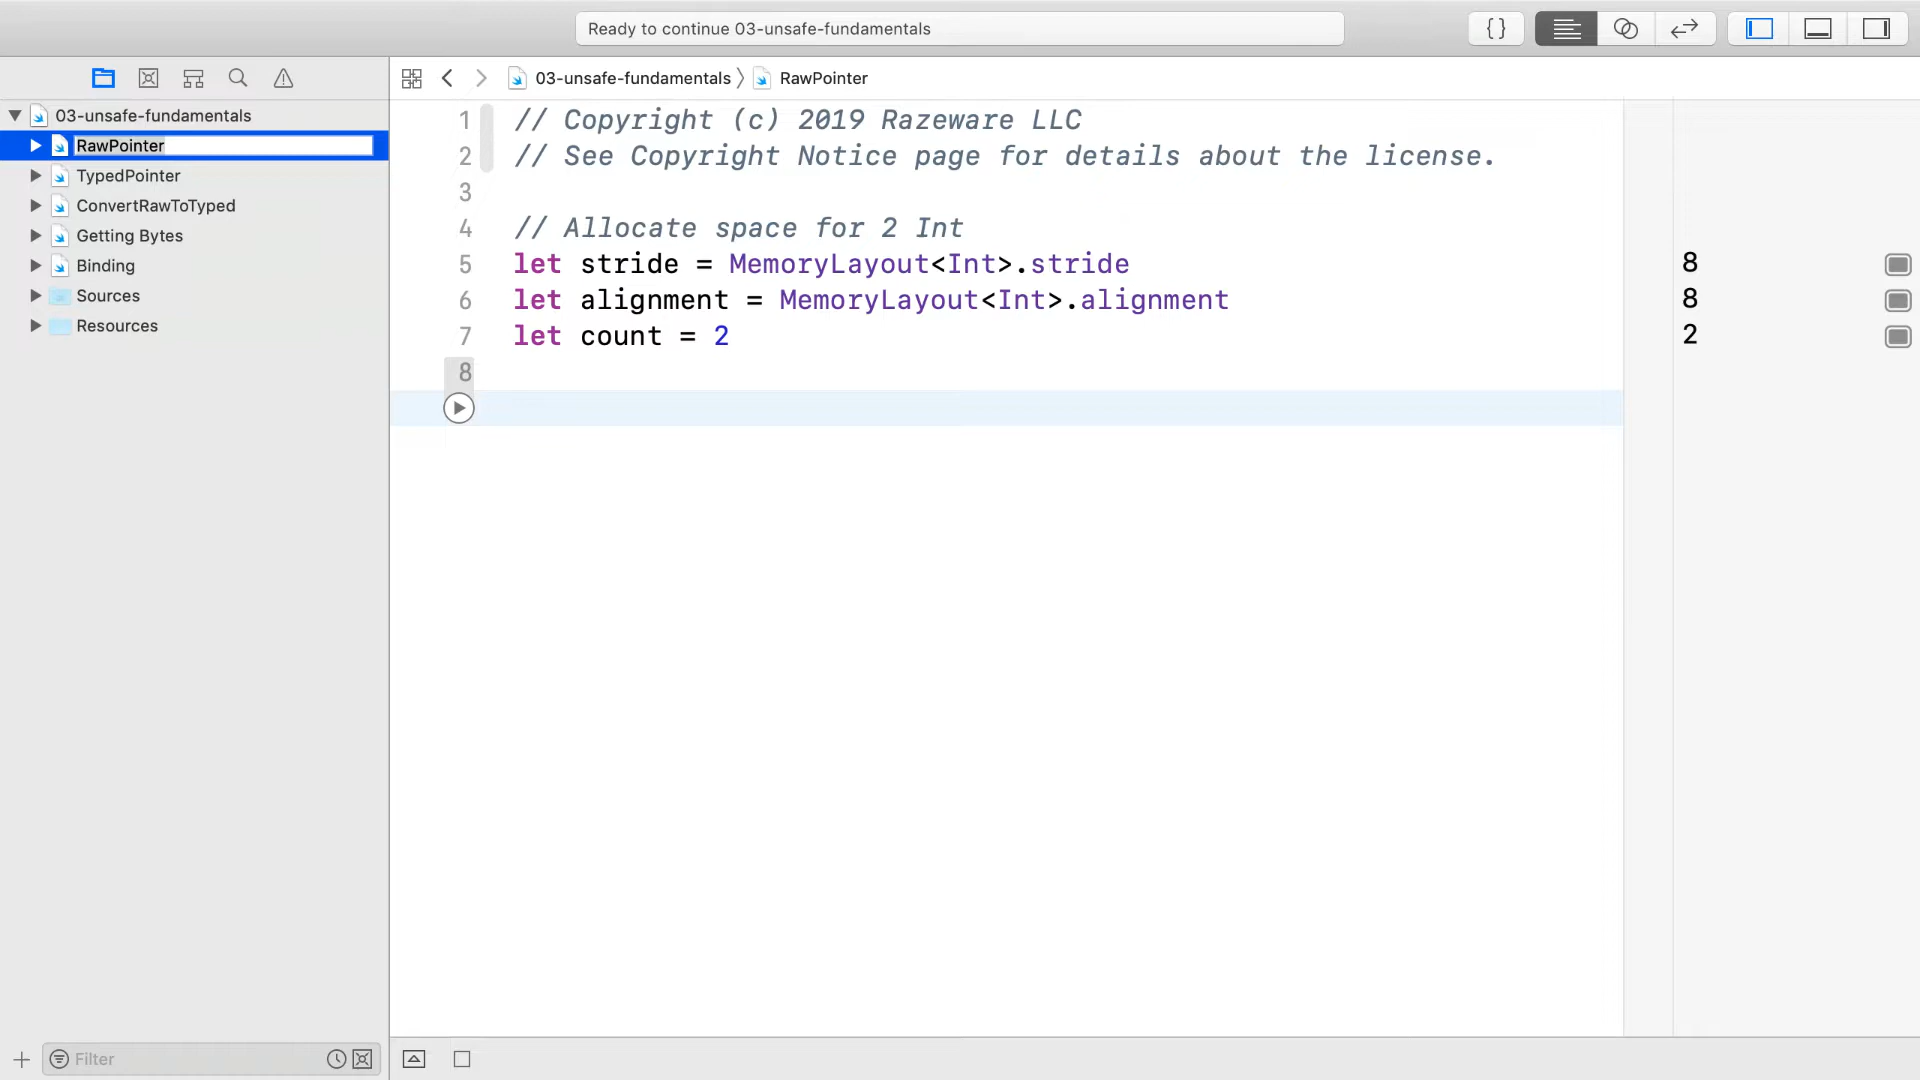 Ready to continue 03-unsafe-fundamentals
{ }
03-unsafe-fundamentals
RawPointer
TypedPointer
ConvertRawToTyped
Getting Bytes
Binding
Sources
Resources
Filter
03-unsafe-fundamentals 〉 RawPointer
1 // Copyright (c) 2019 Razeware LLC
2 // See Copyright Notice page for details about the license.
3
4 // Allocate space for 2 Int
5 let stride = MemoryLayout<Int>.stride
6 let alignment = MemoryLayout<Int>.alignment
7 let count = 2
8
8
8
2